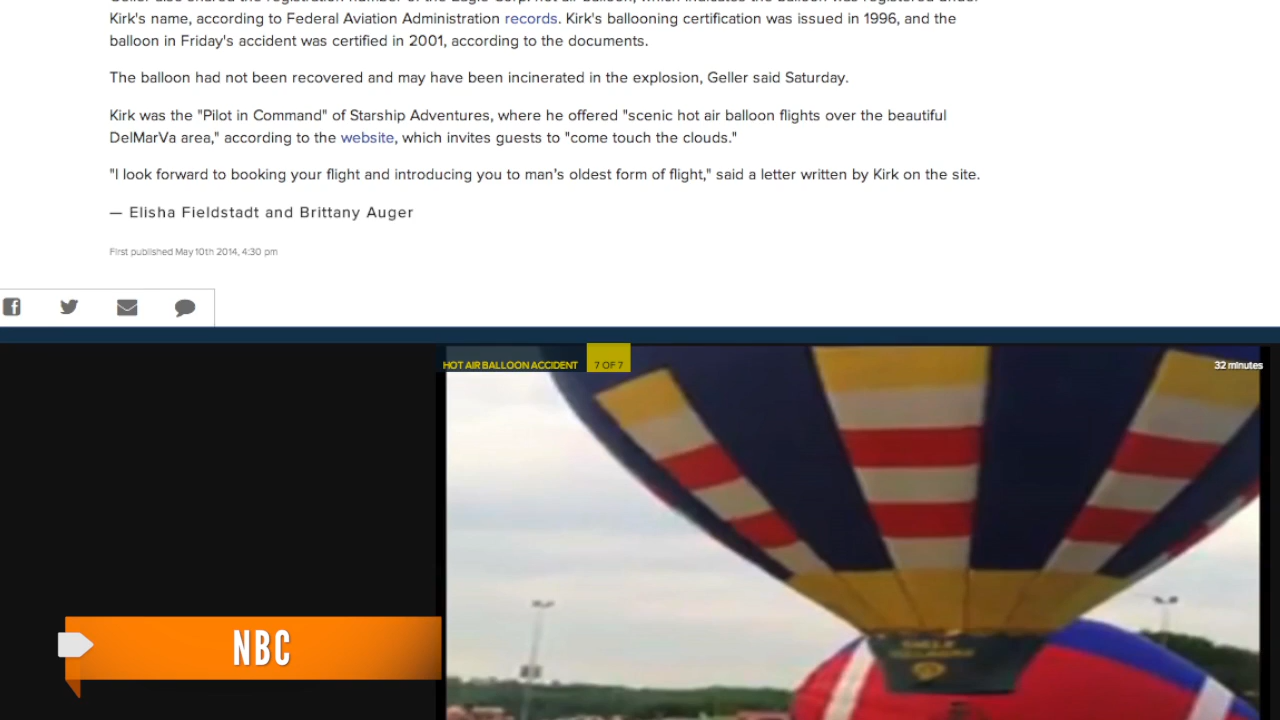 Kirk's name, according to Federal Aviation Administration records. Kirk's ballooning certification was issued in 1996, and the
balloon in Friday's accident was certified in 2001, according to the documents.
The balloon had not been recovered and may have been incinerated in the explosion, Geller said Saturday.
Kirk was the "Pilot in Command" of Starship Adventures, where he offered "scenic hot air balloon flights over the beautiful
DelMarVa area," according to the website, which invites guests to "come touch the clouds."
"I look forward to booking your flight and introducing you to man's oldest form of flight," said a letter written by Kirk on the site.
— Elisha Fieldstadt and Brittany Auger
First published May 10th 2014, 4:30 pm
HOT AIR BALLOON ACCIDENT 7 OF 7
32 minutes
NBC